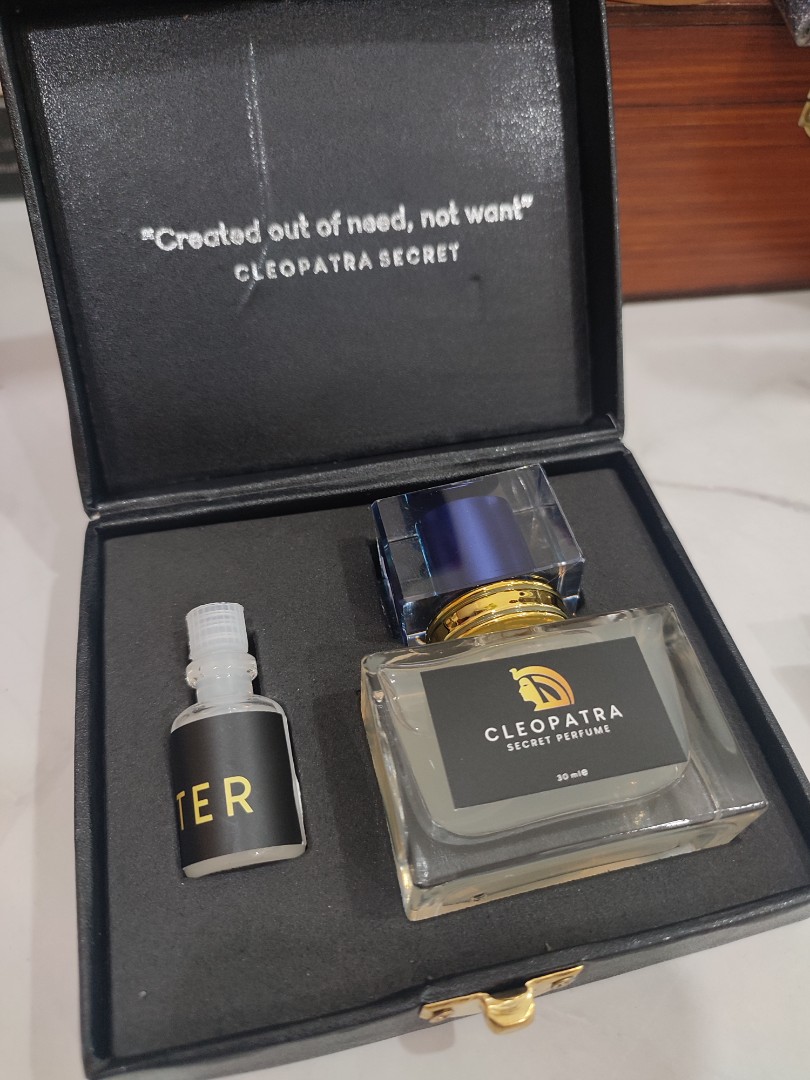 "Created out of need, not want"
CLEOPATRA SECRET
CLEOPATRA
SECRET PERFUME
30 ml℮
TER